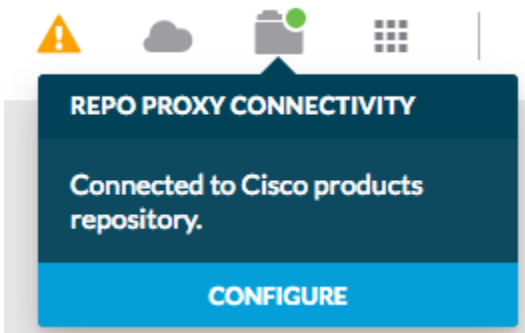 REPO PROXY CONNECTIVITY
Connected to Cisco products
repository.
CONFIGURE